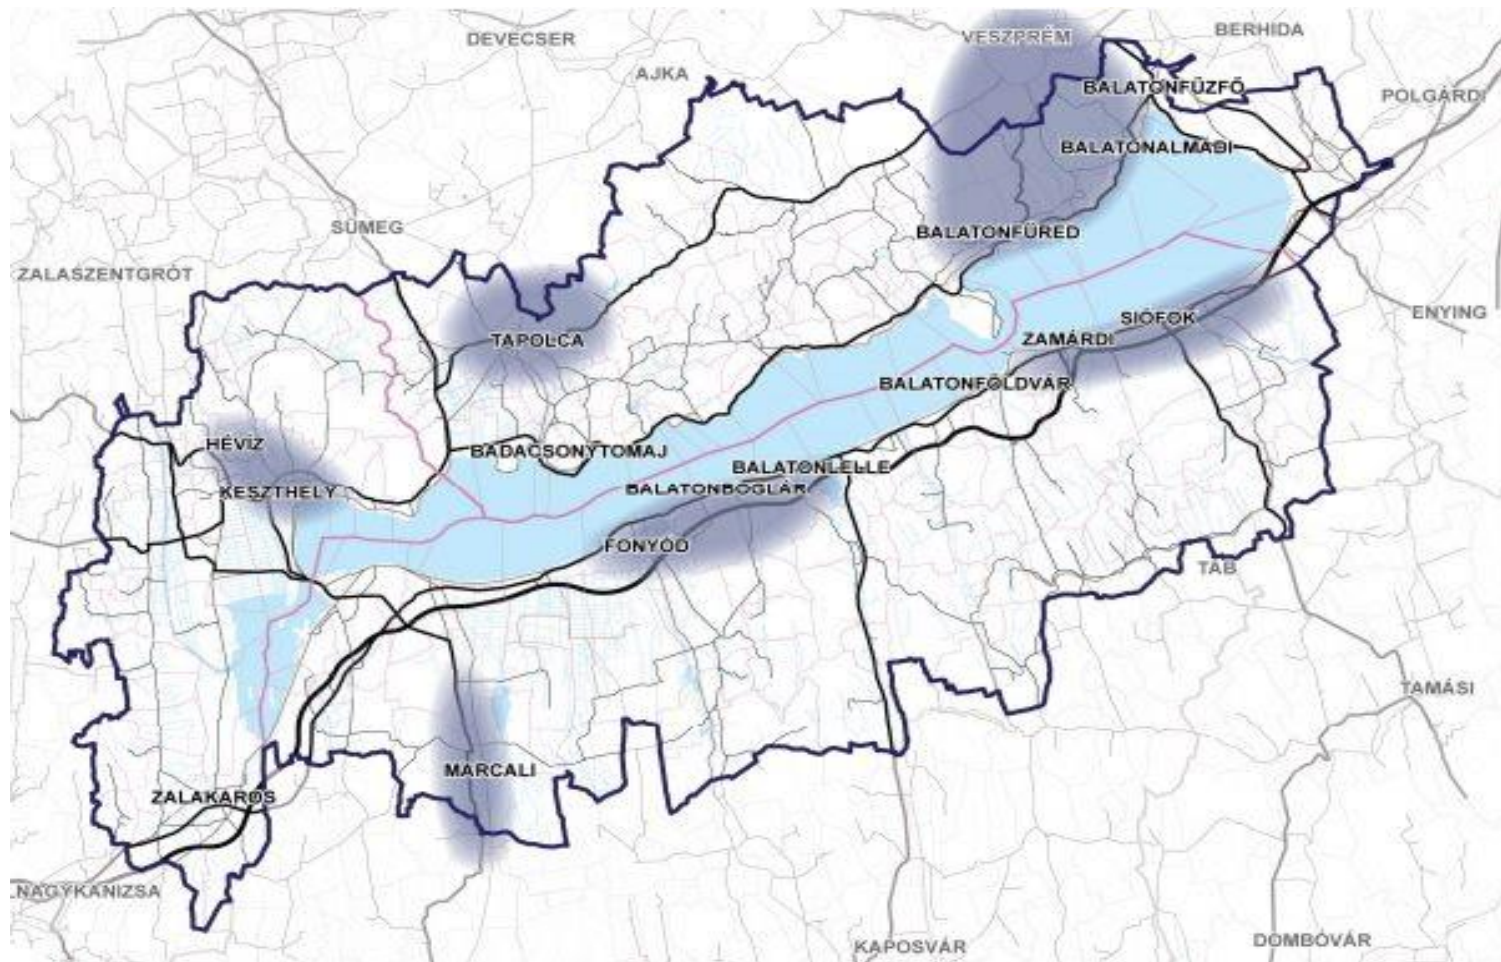 DEVECSER
VESZPRÉM
BERHIDA
AJKA
BALATONFŰZFŐ
POLGÁRDI
BALATONALMÁDI
SÜMEG
BALATONFÜRED
ZALASZENTGRÓT
ENYING
SIÓFOK
TAPOLCA
ZAMÁRDI
BALATONFÖLDVÁR
HÉVÍZ
BADACSONYTOMAJ
BALATONLELLE
KESZTHELY
BALATONBOGLÁR
FONYÓD
TAB
TAMÁSI
MARCALI
ZALAKAROS
NAGYKANIZSA
KAPOSVÁR
DOMBÓVÁR